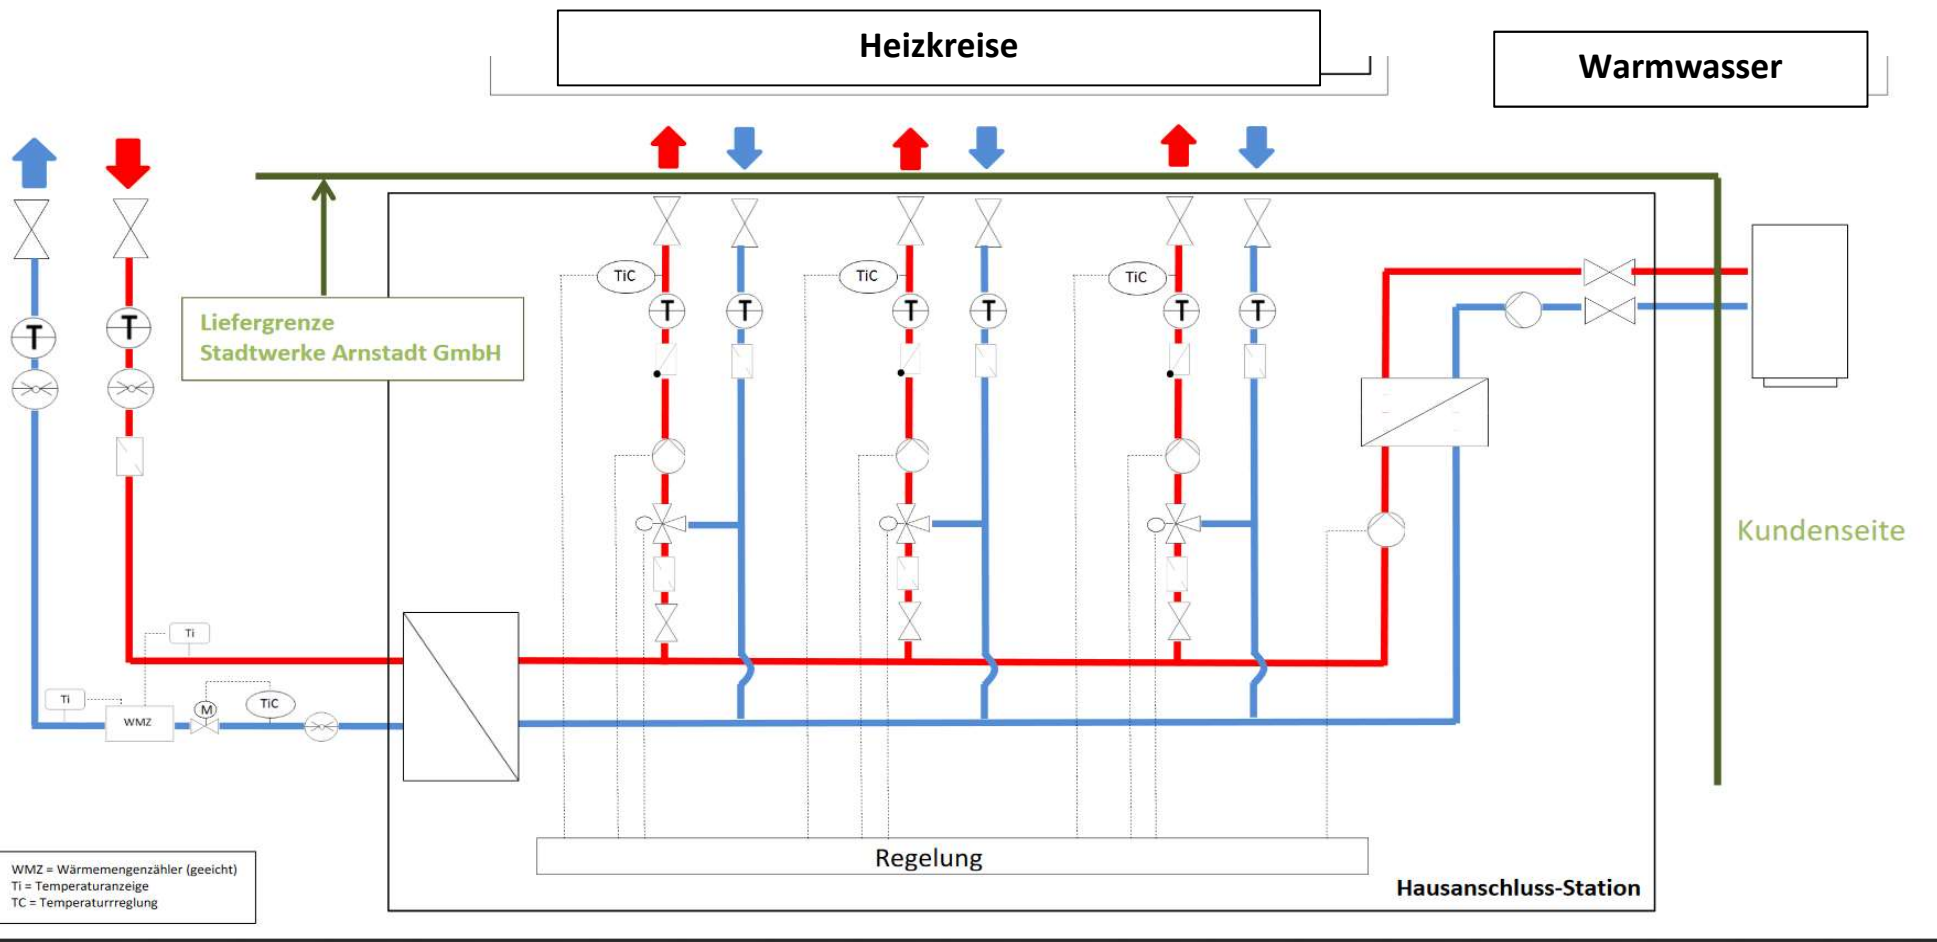 Heizkreise
Warmwasser
TiC
TiC
TiC
T
T
T
T
T
T
T
T
Liefergrenze
Stadtwerke Arnstadt GmbH
Kundenseite
Ti
Ti
WMZ
M
TiC
Regelung
Hausanschluss-Station
WMZ = Wärmemengenzähler (geeicht)
Ti = Temperaturanzeige
TC = Temperaturrreglung